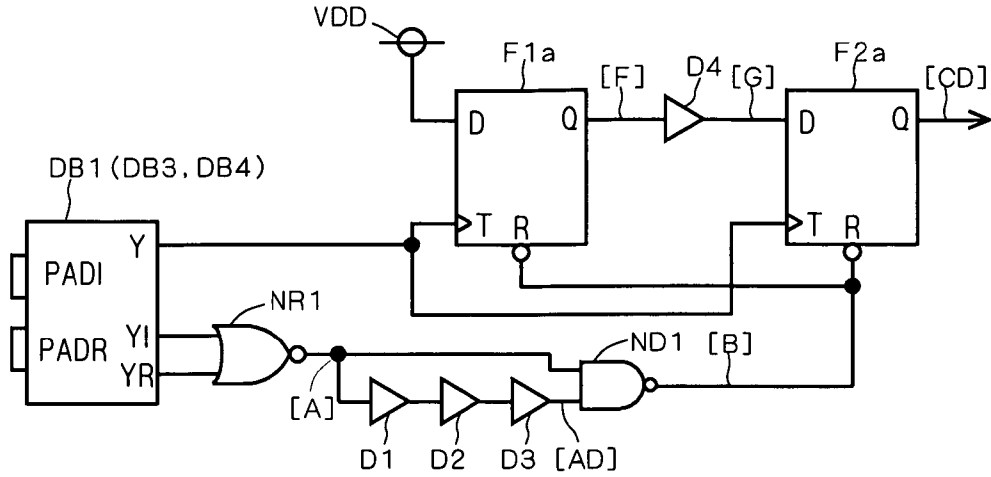 VDD
F1a
[F]
D4
[G]
F2a
[CD]
D
Q
D
Q
DB1(DB3,DB4)
T
R
T
R
Y
PADI
NR1
YI
PADR
YR
ND1
[B]
[A]
D1
D2
D3
[AD]